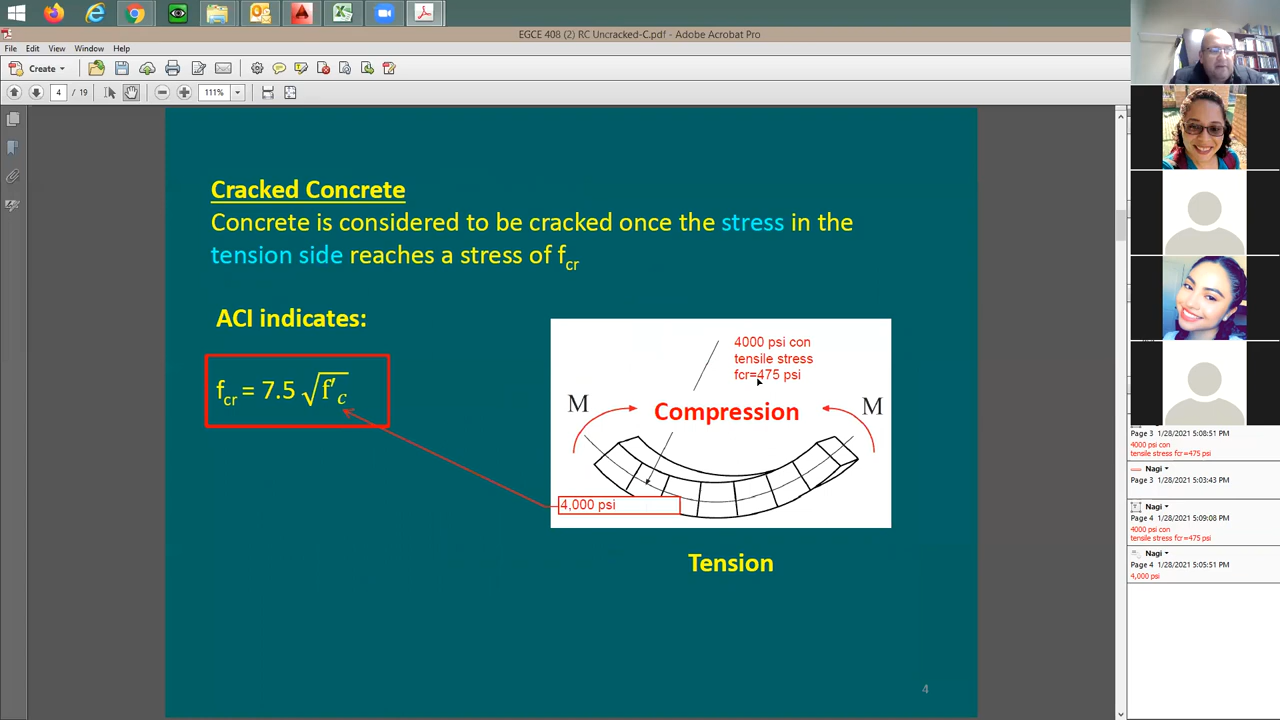 EGCE 408 (2) RC Uncracked-C.pdf - Adobe Acrobat Pro
File Edit View Window Help
Create
4 / 19
111%
Cracked Concrete
Concrete is considered to be cracked once the stress in the
tension side reaches a stress of fcr
ACI indicates:
fcr = 7.5 √f′c
4000 psi con
tensile stress
fcr=475 psi
M
Compression
M
4,000 psi
Tension
4
Page 3 1/28/2021 5:08:51 PM
4000 psi con
tensile stress fcr=475 psi
Nagi
Page 3 1/28/2021 5:03:43 PM
Nagi
Page 4 1/28/2021 5:09:08 PM
4000 psi con
tensile stress fcr=475 psi
Nagi
Page 4 1/28/2021 5:05:51 PM
4,000 psi